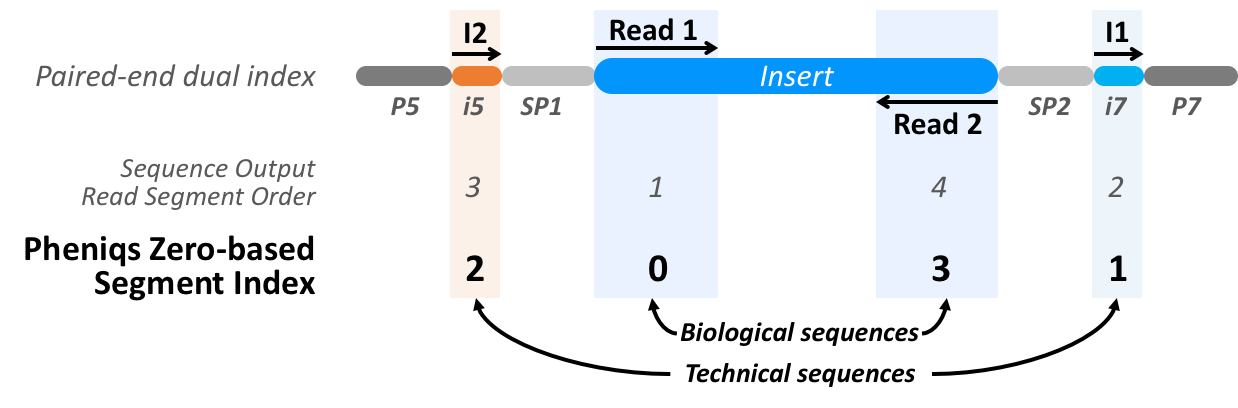 I2
Read 1
I1
Paired-end dual index
Insert
P5
i5
SP1
SP2
i7
P7
Read 2
Sequence Output
Read Segment Order
3
1
4
2
Pheniqs Zero-based
Segment Index
2
0
3
1
Biological sequences
Technical sequences